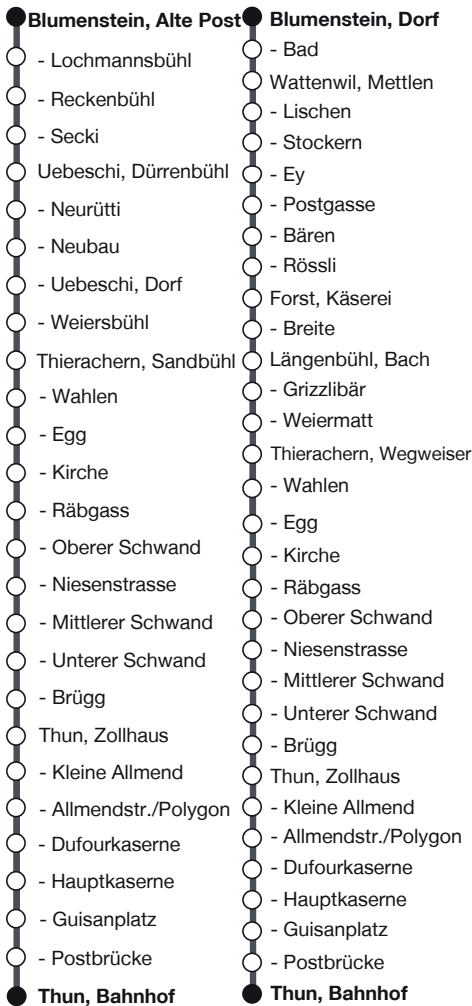 Blumenstein, Alte Post
- Lochmannsbühl
- Reckenbühl
- Secki
Uebeschi, Dürrenbühl
- Neurütti
- Neubau
- Uebeschi, Dorf
- Weiersbühl
Thierachern, Sandbühl
- Wahlen
- Egg
- Kirche
- Räbgass
- Oberer Schwand
- Niesenstrasse
- Mittlerer Schwand
- Unterer Schwand
- Brügg
Thun, Zollhaus
- Kleine Allmend
- Allmendstr./Polygon
- Dufourkaserne
- Hauptkaserne
- Guisanplatz
- Postbrücke
Thun, Bahnhof
Blumenstein, Dorf
- Bad
Wattenwil, Mettlen
- Lischen
- Stockern
- Ey
- Postgasse
- Bären
- Rössli
Forst, Käserei
- Breite
Längenbühl, Bach
- Grizzlibär
- Weiermatt
Thierachern, Wegweiser
- Wahlen
- Egg
- Kirche
- Räbgass
- Oberer Schwand
- Niesenstrasse
- Mittlerer Schwand
- Unterer Schwand
- Brügg
Thun, Zollhaus
- Kleine Allmend
- Allmendstr./Polygon
- Dufourkaserne
- Hauptkaserne
- Guisanplatz
- Postbrücke
Thun, Bahnhof